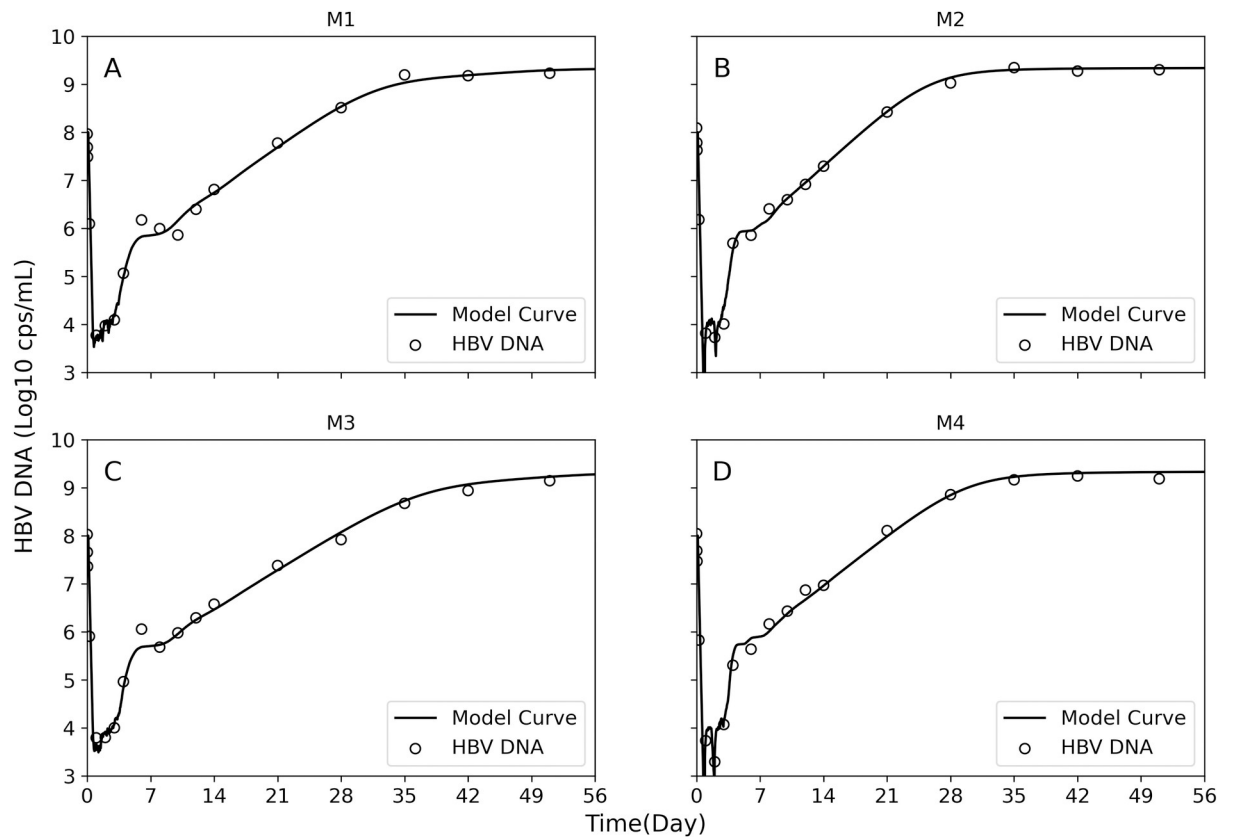 M1
M2
HBV DNA (Log10 cps/mL)
A
10
9
8
7
6
5
4
3
Model Curve
HBV DNA
B
Model Curve
HBV DNA
M3
M4
C
10
9
8
7
6
5
4
3
Model Curve
HBV DNA
0 7 14 21 28 35 42 49 56
D
Model Curve
HBV DNA
0 7 14 21 28 35 42 49 56
Time(Day)